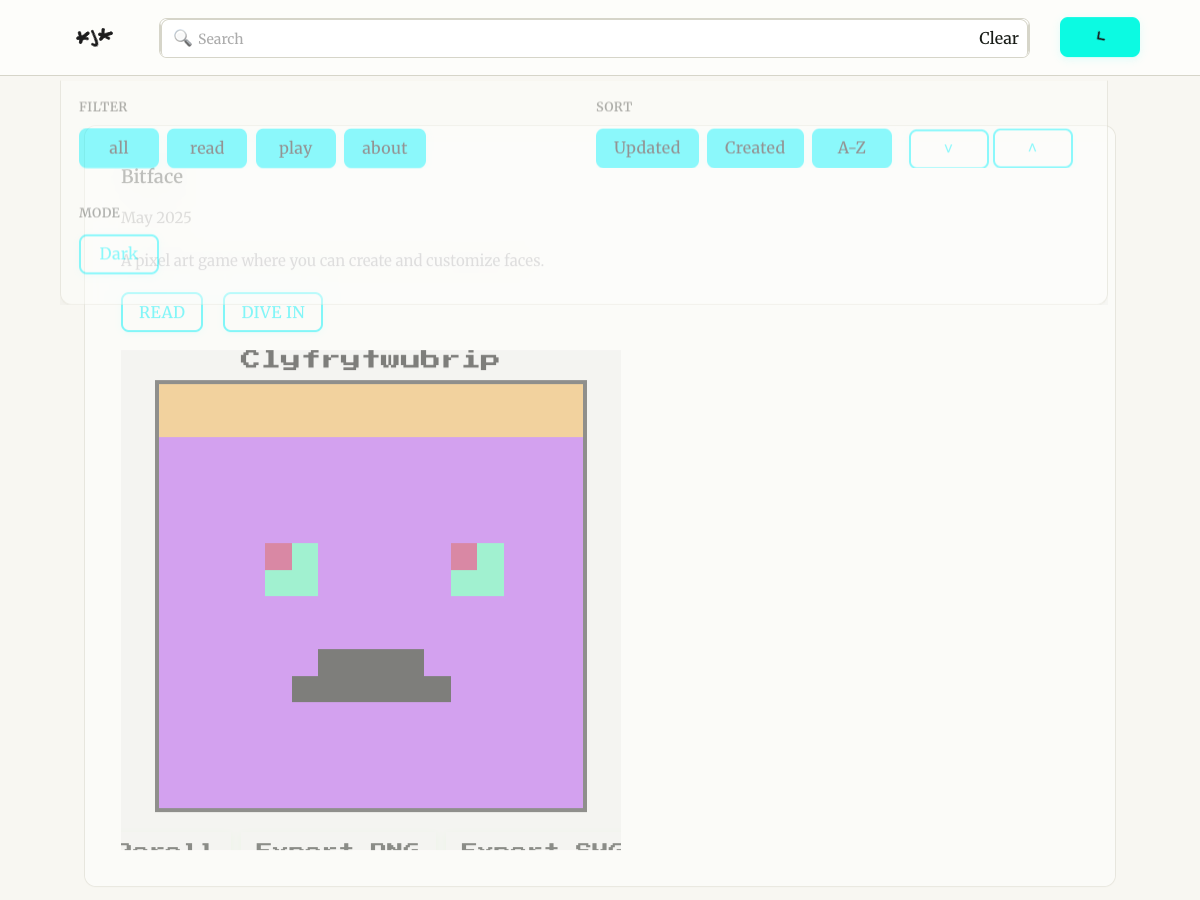 🔍 Search Clear
FILTER SORT
all read play about Updated Created A-Z
Bitface
MODE
May 2025
Dark
A pixel art game where you can create and customize faces.
READ DIVE IN
Clyfrytwubrip
Export PNG Export SVG